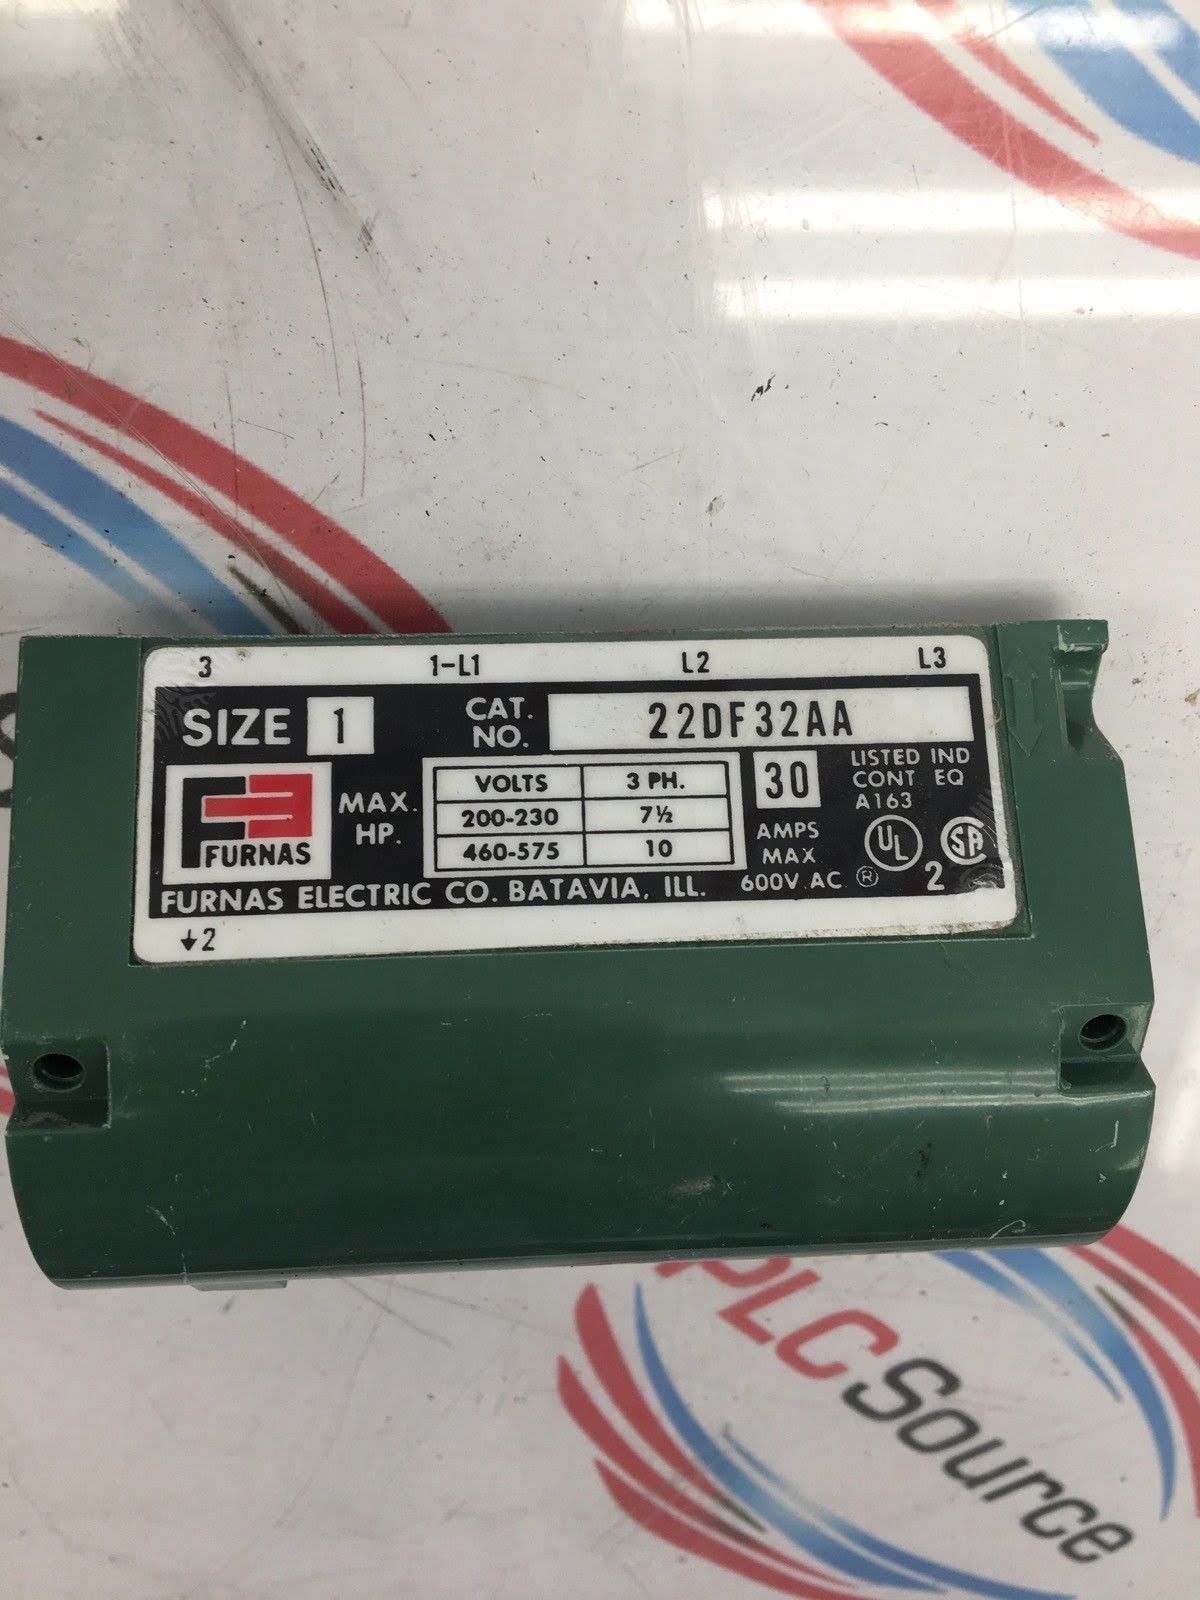 3 1-L1 L2 L3
SIZE 1 CAT. NO. 22DF32AA
FURNAS
MAX. HP.
VOLTS 3 PH.
200-230 7½
460-575 10
30
AMPS
MAX
600V AC
LISTED IND
CONT EQ
A163
UL ® SA 2
FURNAS ELECTRIC CO. BATAVIA, ILL.
↓2
PLC Source